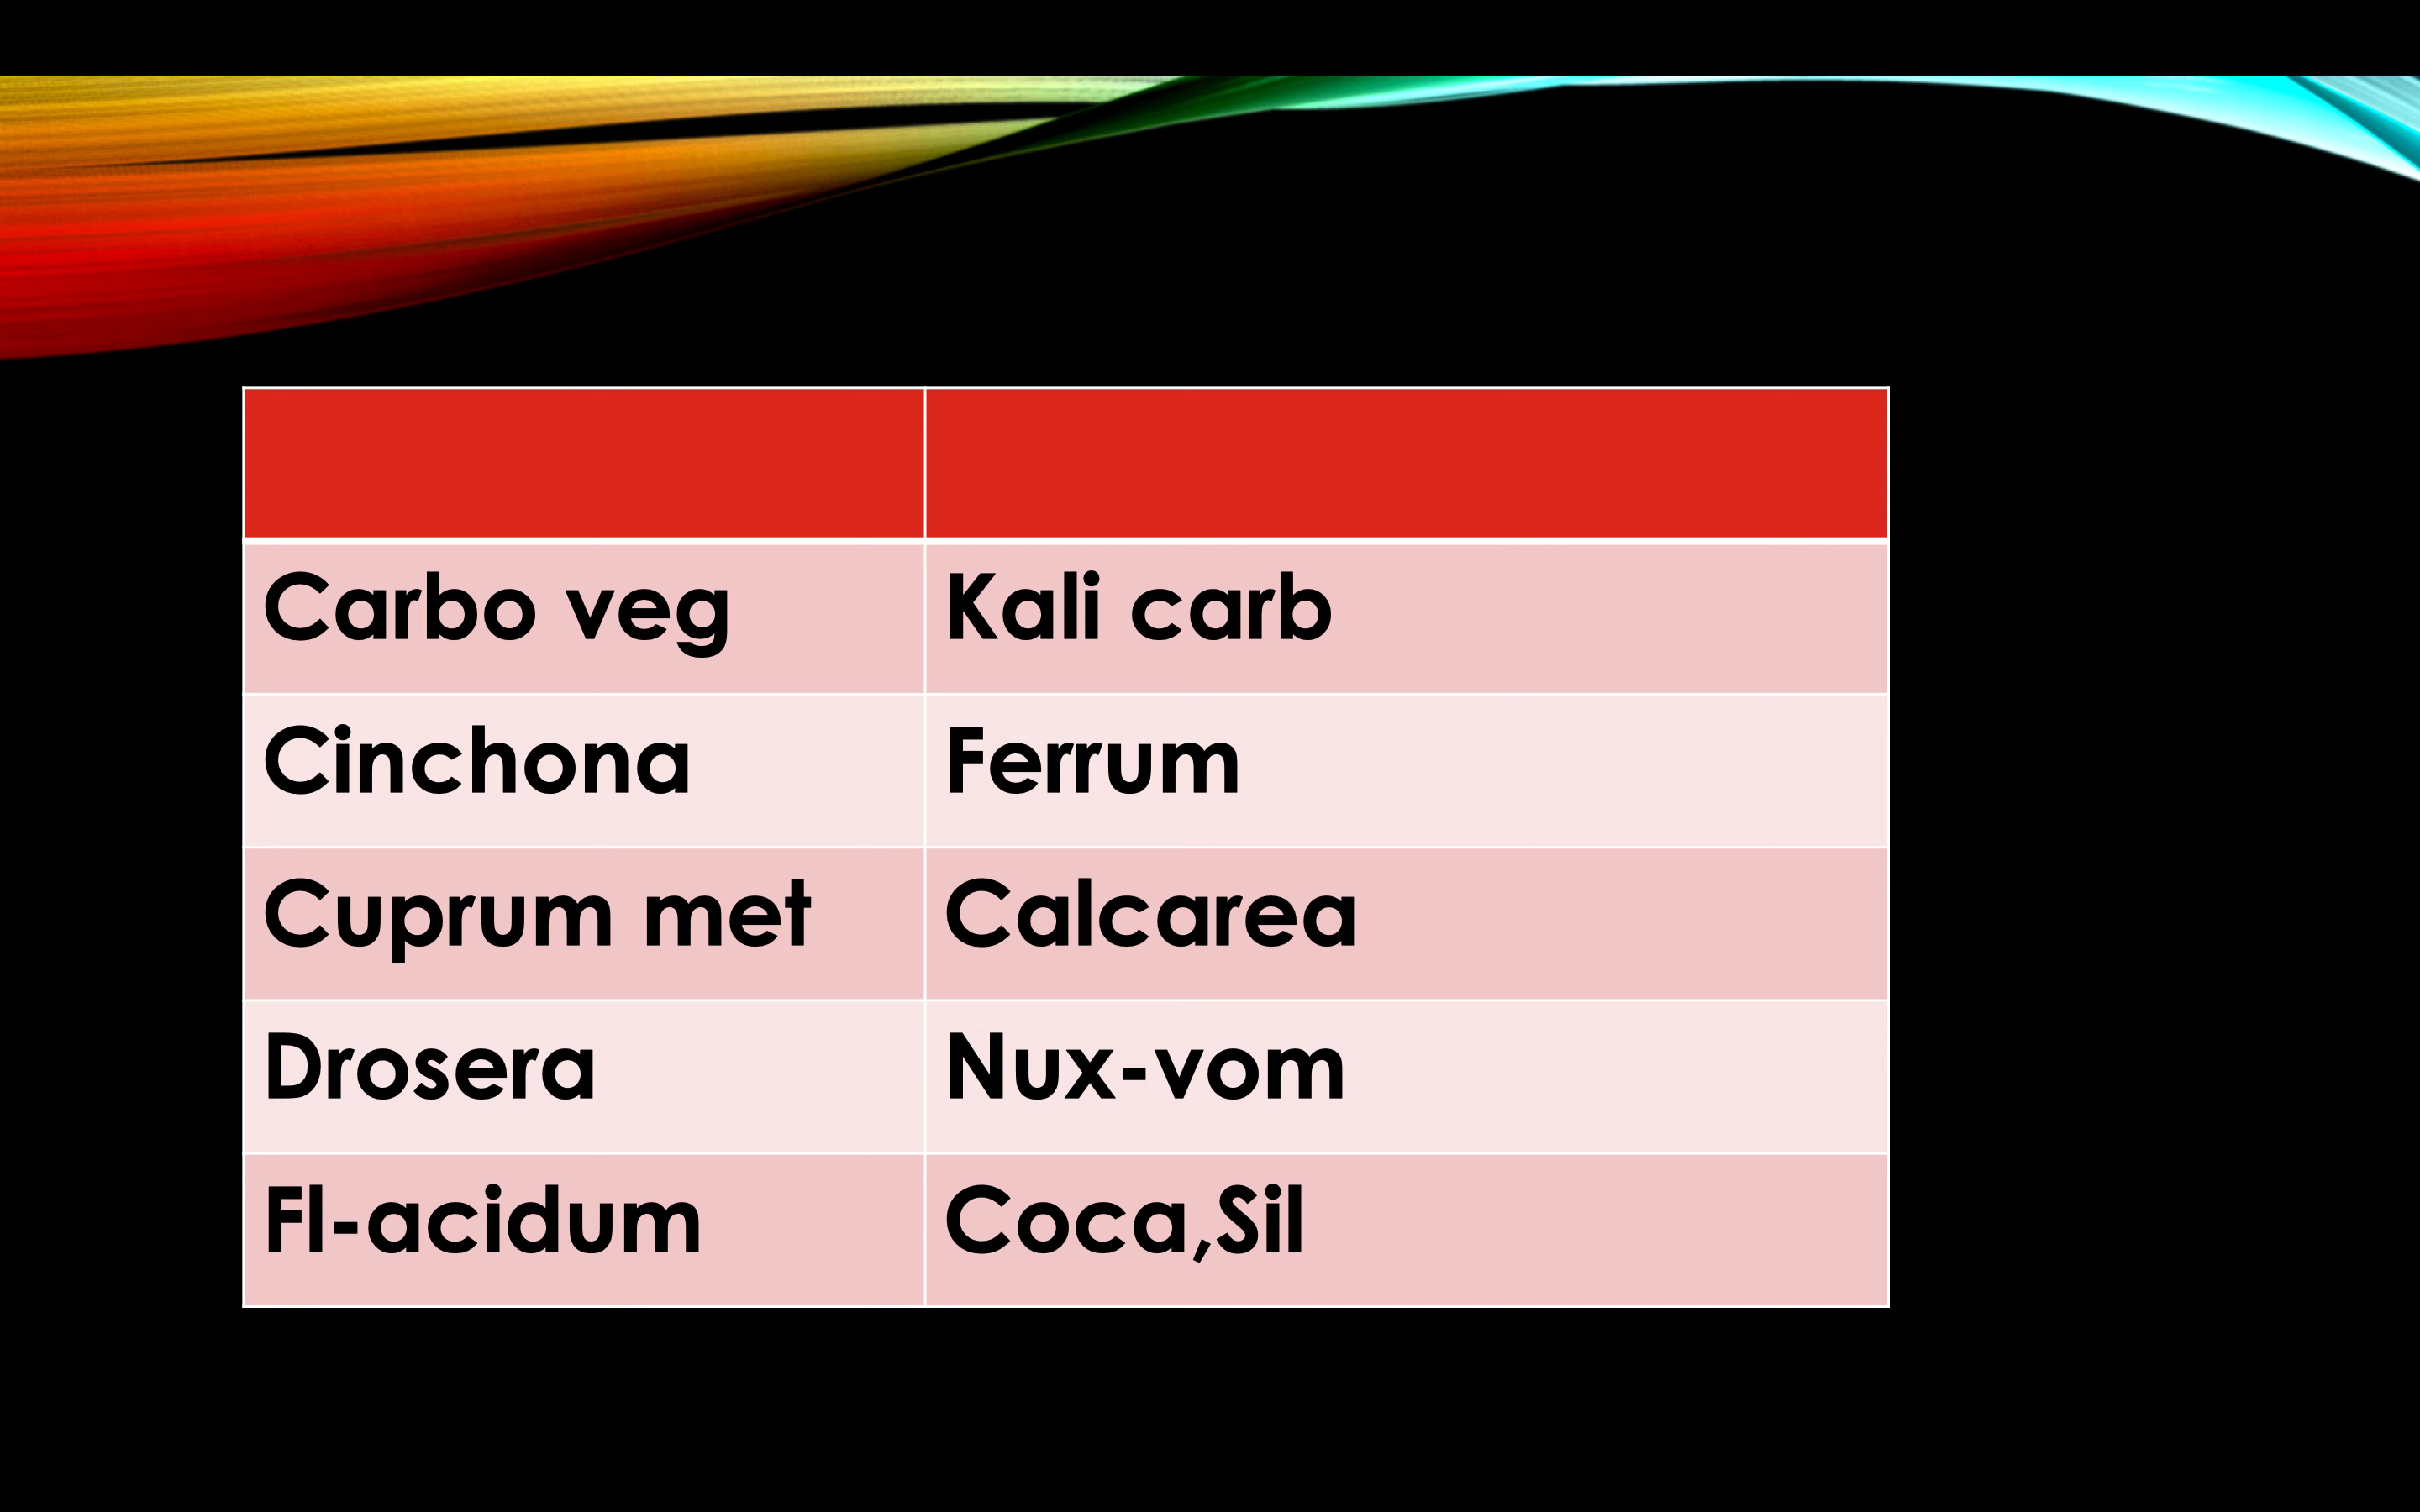 Carbo veg Kali carb
Cinchona Ferrum
Cuprum met Calcarea
Drosera Nux-vom
Fl-acidum Coca,Sil